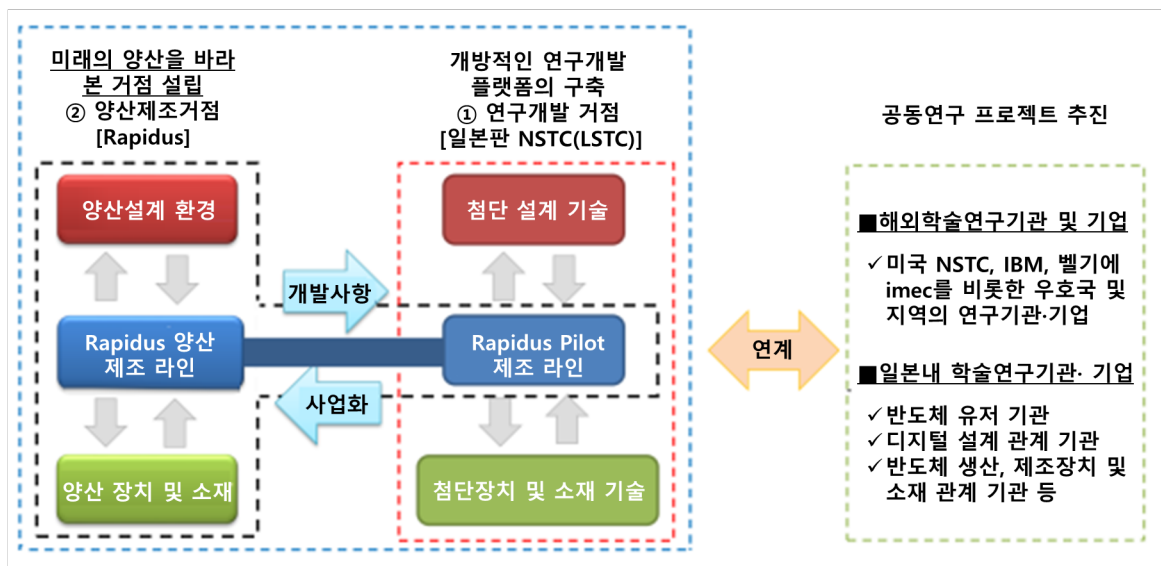 미래의 양산을 바라
본 거점 설립
② 양산제조거점
[Rapidus]
양산설계 환경
Rapidus 양산
제조 라인
양산 장치 및 소재
개발사항
사업화
개방적인 연구개발
플랫폼의 구축
① 연구개발 거점
[일본판 NSTC(LSTC)]
첨단 설계 기술
Rapidus Pilot
제조 라인
첨단장치 및 소재 기술
연계
공동연구 프로젝트 추진
■해외학술연구기관 및 기업
✓미국 NSTC, IBM, 벨기에
imec를 비롯한 우호국 및
지역의 연구기관·기업
■일본내 학술연구기관· 기업
✓반도체 유저 기관
✓디지털 설계 관계 기관
✓반도체 생산, 제조장치 및
소재 관계 기관 등